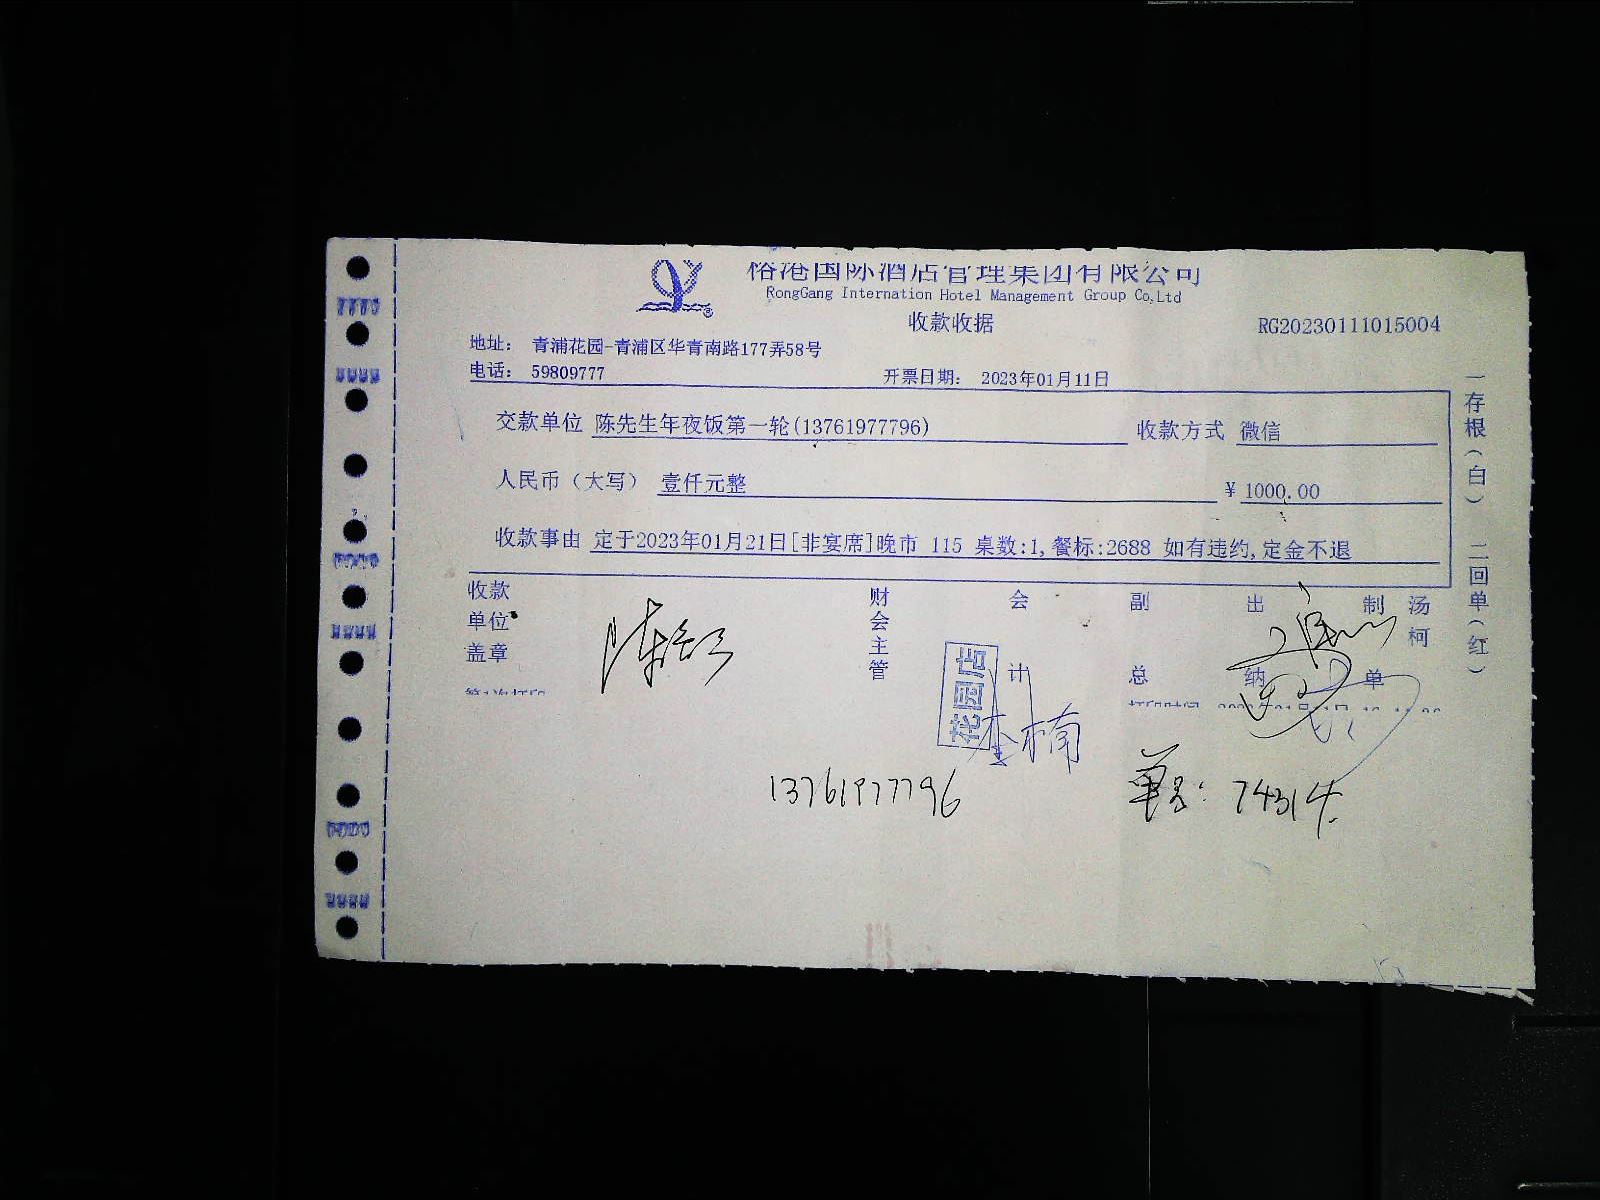 榕港国际酒店管理集团有限公司
RongGang Internation Hotel Management Group Co,Ltd
收款收据
RG20230111015004
地址： 青浦花园-青浦区华青南路177弄58号
电话： 59809777
开票日期： 2023年01月11日
交款单位 陈先生年夜饭第一轮(13761977796) 收款方式 微信
人民币（大写） 壹仟元整 ¥ 1000.00
收款事由 定于2023年01月21日[非宴席]晚市 115 桌数:1,餐标:2688 如有违约,定金不退
收款单位盖章
财会主管
会计
副总
出纳
制单
汤柯
花园店
13761977796
单号: 74314
一存根(白) 二回单(红)